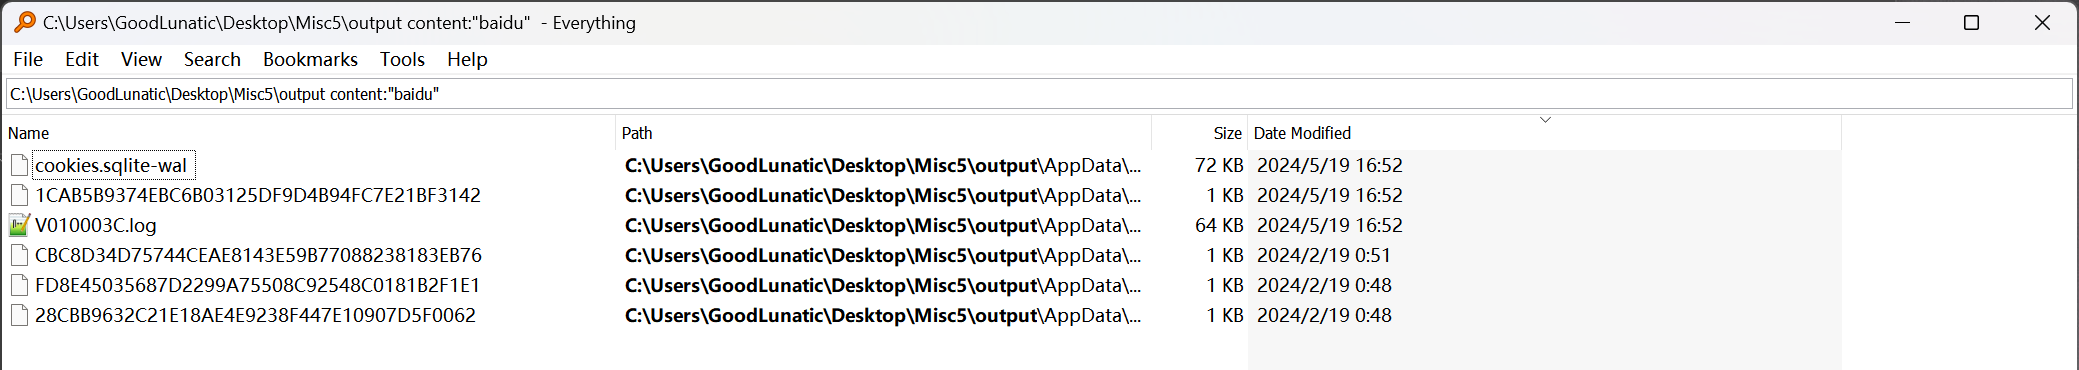 C:\Users\GoodLunatic\Desktop\Misc5\output content:"baidu" - Everything
File Edit View Search Bookmarks Tools Help
C:\Users\GoodLunatic\Desktop\Misc5\output content:"baidu"
Name Path Size Date Modified
cookies.sqlite-wal C:\Users\GoodLunatic\Desktop\Misc5\output\AppData\... 72 KB 2024/5/19 16:52
1CAB5B9374EBC6B03125DF9D4B94FC7E21BF3142 C:\Users\GoodLunatic\Desktop\Misc5\output\AppData\... 1 KB 2024/5/19 16:52
V010003C.log C:\Users\GoodLunatic\Desktop\Misc5\output\AppData\... 64 KB 2024/5/19 16:52
CBC8D34D75744CEAE8143E59B77088238183EB76 C:\Users\GoodLunatic\Desktop\Misc5\output\AppData\... 1 KB 2024/2/19 0:51
FD8E45035687D2299A75508C92548C0181B2F1E1 C:\Users\GoodLunatic\Desktop\Misc5\output\AppData\... 1 KB 2024/2/19 0:48
28CBB9632C21E18AE4E9238F447E10907D5F0062 C:\Users\GoodLunatic\Desktop\Misc5\output\AppData\... 1 KB 2024/2/19 0:48